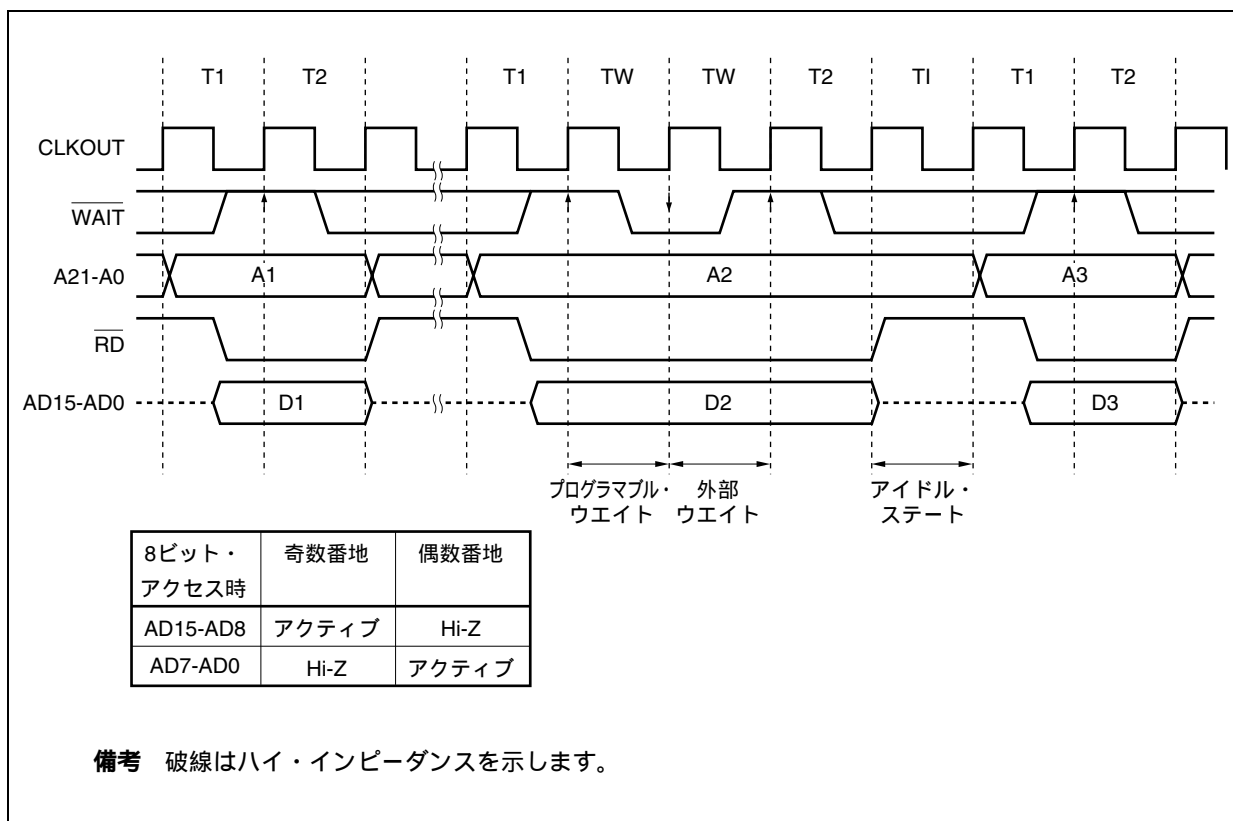 T1 T2 T1 TW TW T2 TI T1 T2
CLKOUT
WAIT
A21-A0 A1 A2 A3
RD
AD15-AD0 D1 D2 D3
プログラマブル・ 外部 アイドル・
ウエイト ウエイト ステート
8ビット・ 奇数番地 偶数番地
アクセス時
AD15-AD8 アクティブ Hi-Z
AD7-AD0 Hi-Z アクティブ
備考 破線はハイ・インピーダンスを示します。